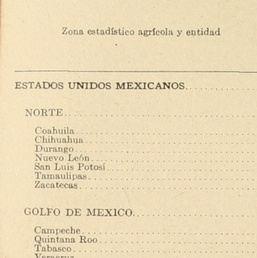 Zona estadístico agrícola y entidad
ESTADOS UNIDOS MEXICANOS
NORTE
Coahuila
Chihuahua
Durango
Nuevo León
San Luis Potosí
Tamaulipas
Zacatecas
GOLFO DE MEXICO
Campeche
Quintana Roo
Tabasco
Veracruz